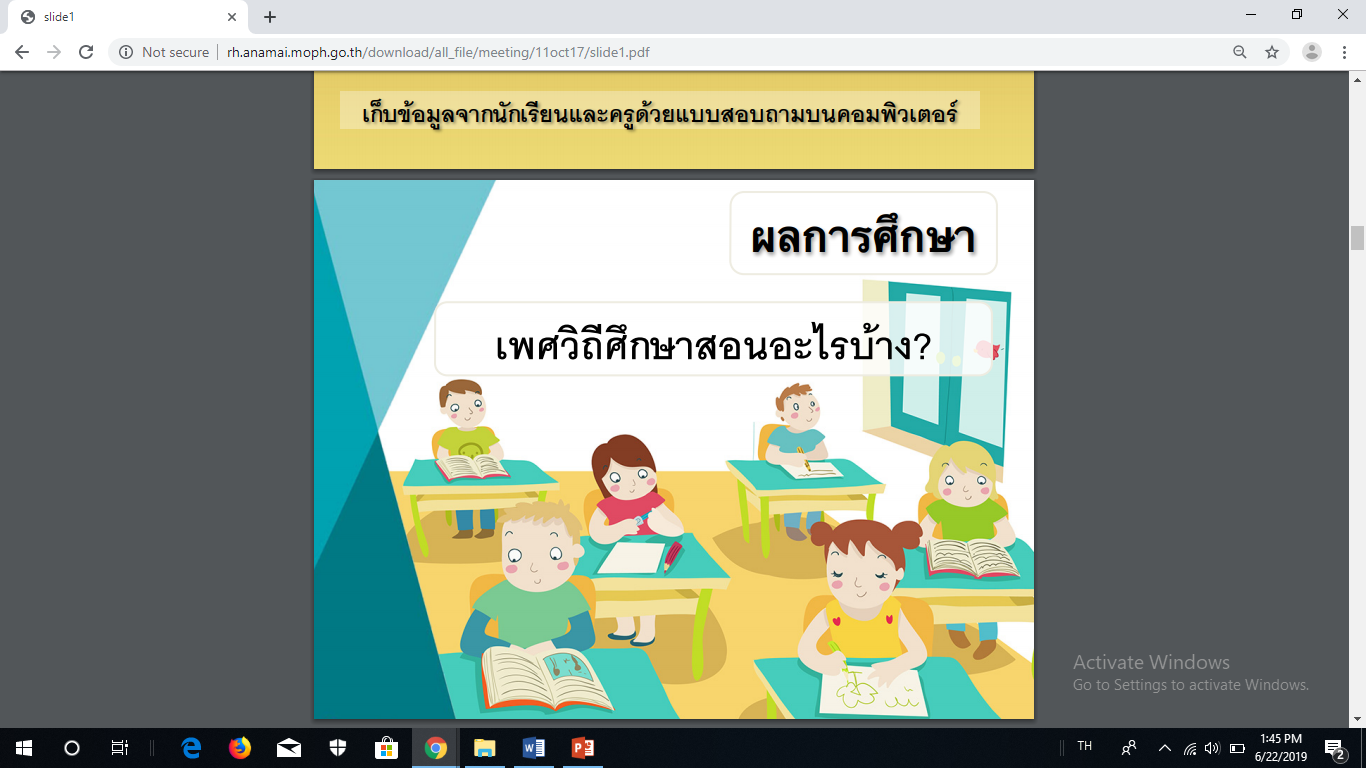 slide1
Not secure
rh.anamai.moph.go.th/download/all_file/meeting/11oct17/slide1.pdf
เก็บข้อมูลจากนักเรียนและครูด้วยแบบสอบถามบนคอมพิวเตอร์
ผลการศึกษา
เพศวิถีศึกษาสอนอะไรบ้าง?
Activate Windows
Go to Settings to activate Windows.
TH
1:45 PM
6/22/2019
2